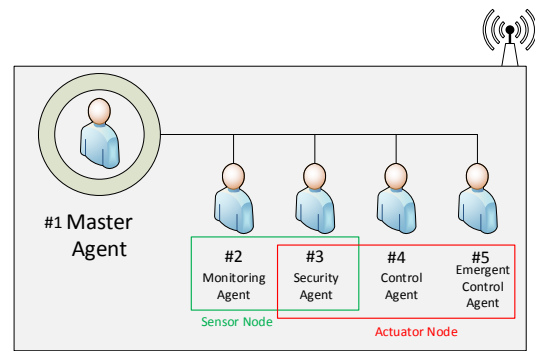 #1 Master
Agent
#2
Monitoring
Agent
#3
Security
Agent
#4
Control
Agent
#5
Emergent
Control
Agent
Sensor Node
Actuator Node